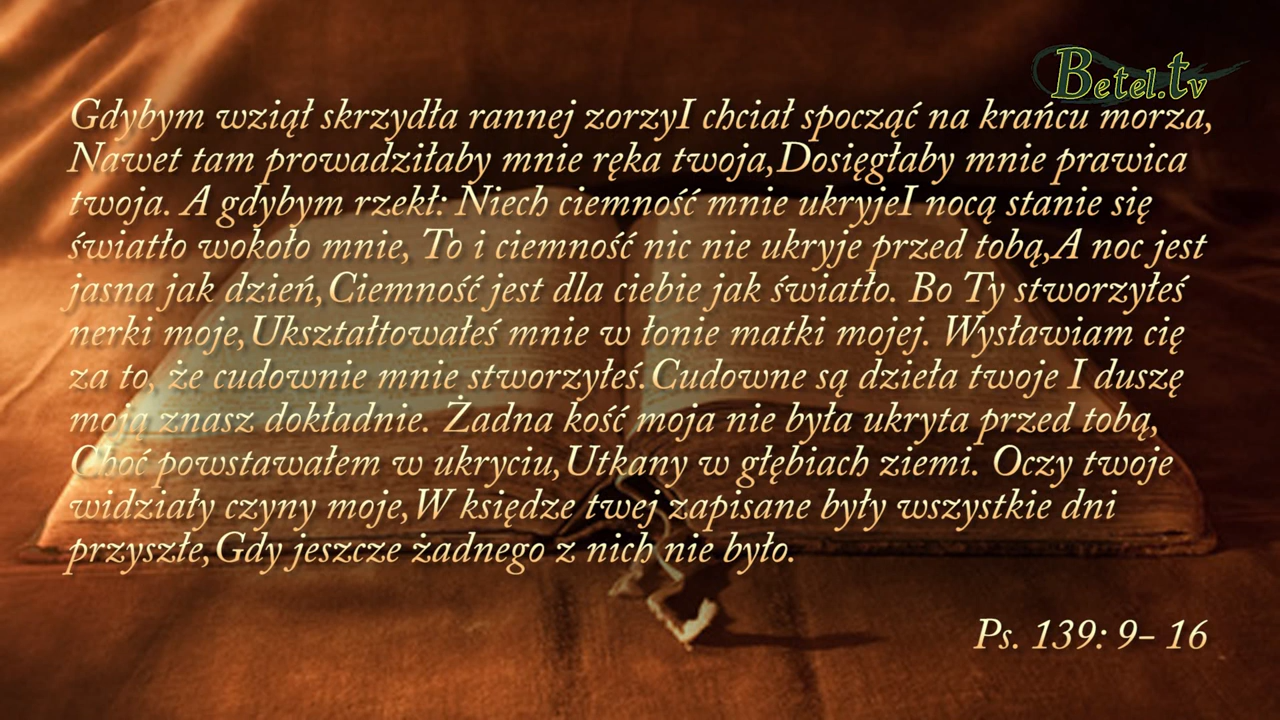 Betel.tv
Gdybym wziął skrzydła rannej zorzyI chciał spocząć na krańcu morza,
Nawet tam prowadziłaby mnie ręka twoja,Dosięgłaby mnie prawica
twoja. A gdybym rzekł: Niech ciemność mnie ukryjeI nocą stanie się
światło wokoło mnie, To i ciemność nic nie ukryje przed tobą,A noc jest
jasna jak dzień,Ciemność jest dla ciebie jak światło. Bo Ty stworzyłeś
nerki moje,Ukształtowałeś mnie w łonie matki mojej. Wysławiam cię
za to, że cudownie mnie stworzyłeś.Cudowne są dzieła twoje I duszę
moją znasz dokładnie. Żadna kość moja nie była ukryta przed tobą,
Choć powstawałem w ukryciu,Utkany w głębiach ziemi. Oczy twoje
widziały czyny moje,W księdze twej zapisane były wszystkie dni
przyszłe,Gdy jeszcze żadnego z nich nie było.
Ps. 139: 9– 16